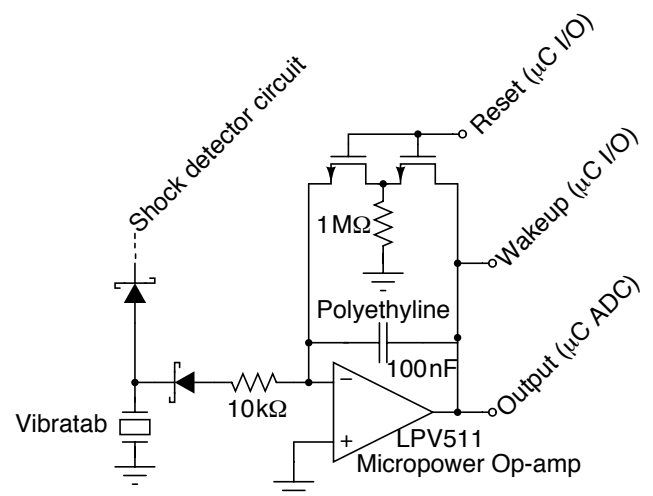 Shock detector circuit
Reset (μC I/O)
Wakeup (μC I/O)
1MΩ
Polyethyline
100nF
Output (μC ADC)
10kΩ
Vibratab
−
+
LPV511
Micropower Op-amp